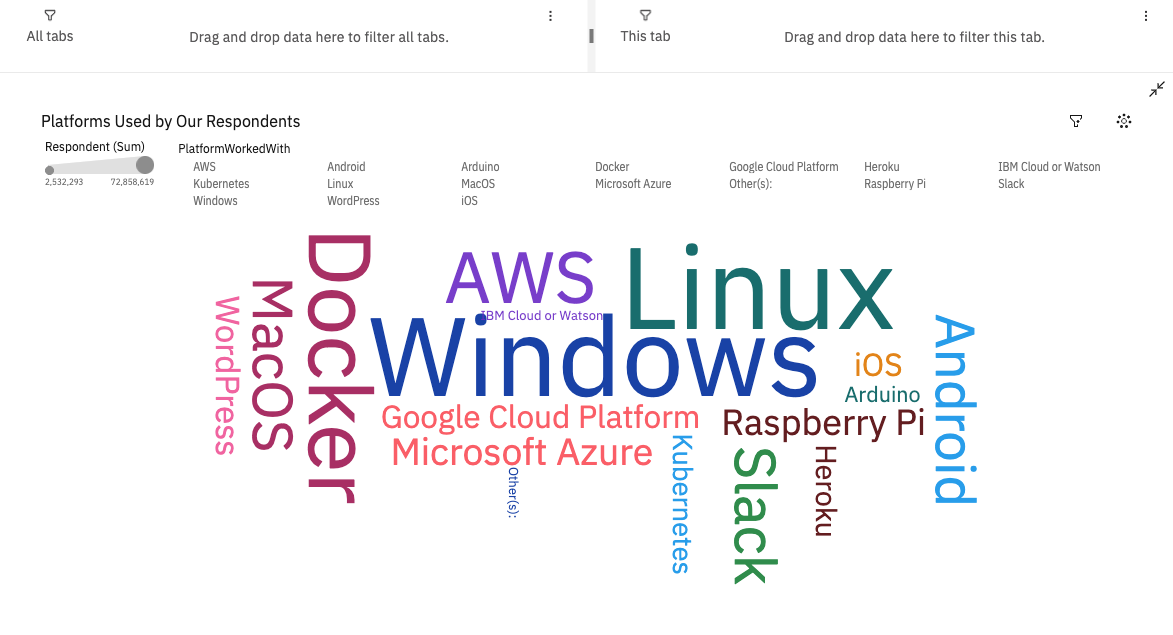 All tabs
Drag and drop data here to filter all tabs.
This tab
Drag and drop data here to filter this tab.
Platforms Used by Our Respondents
Respondent (Sum)
2,532,293
72,858,619
PlatformWorkedWith
AWS
Android
Arduino
Docker
Google Cloud Platform
Heroku
IBM Cloud or Watson
Kubernetes
Linux
MacOS
Microsoft Azure
Other(s):
Raspberry Pi
Slack
Windows
WordPress
iOS
WordPress
MacOS
Docker
AWS
IBM Cloud or Watson
Linux
Windows
iOS
Arduino
Android
Google Cloud Platform
Raspberry Pi
Microsoft Azure
Other(s):
Kubernetes
Slack
Heroku